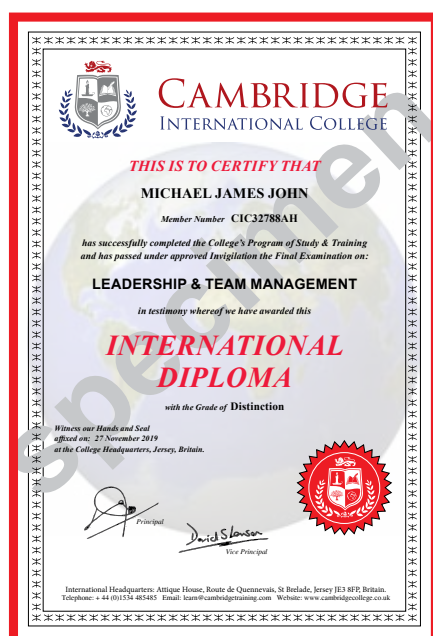 CAMBRIDGE
INTERNATIONAL COLLEGE
THIS IS TO CERTIFY THAT
MICHAEL JAMES JOHN
Member Number CIC32788AH
has successfully completed the College's Program of Study & Training
and has passed under approved Invigilation the Final Examination on:
LEADERSHIP & TEAM MANAGEMENT
in testimony whereof we have awarded this
INTERNATIONAL
DIPLOMA
with the Grade of Distinction
Witness our Hands and Seal
affixed on: 27 November 2019
at the College Headquarters, Jersey, Britain.
specimen
Principal
Vice Principal
International Headquarters: Attique House, Route de Quennevais, St Brelade, Jersey JE3 8FP, Britain.
Telephone: + 44 (0)1534 485485 Email: learn@cambridgetraining.com Website: www.cambridgecollege.co.uk